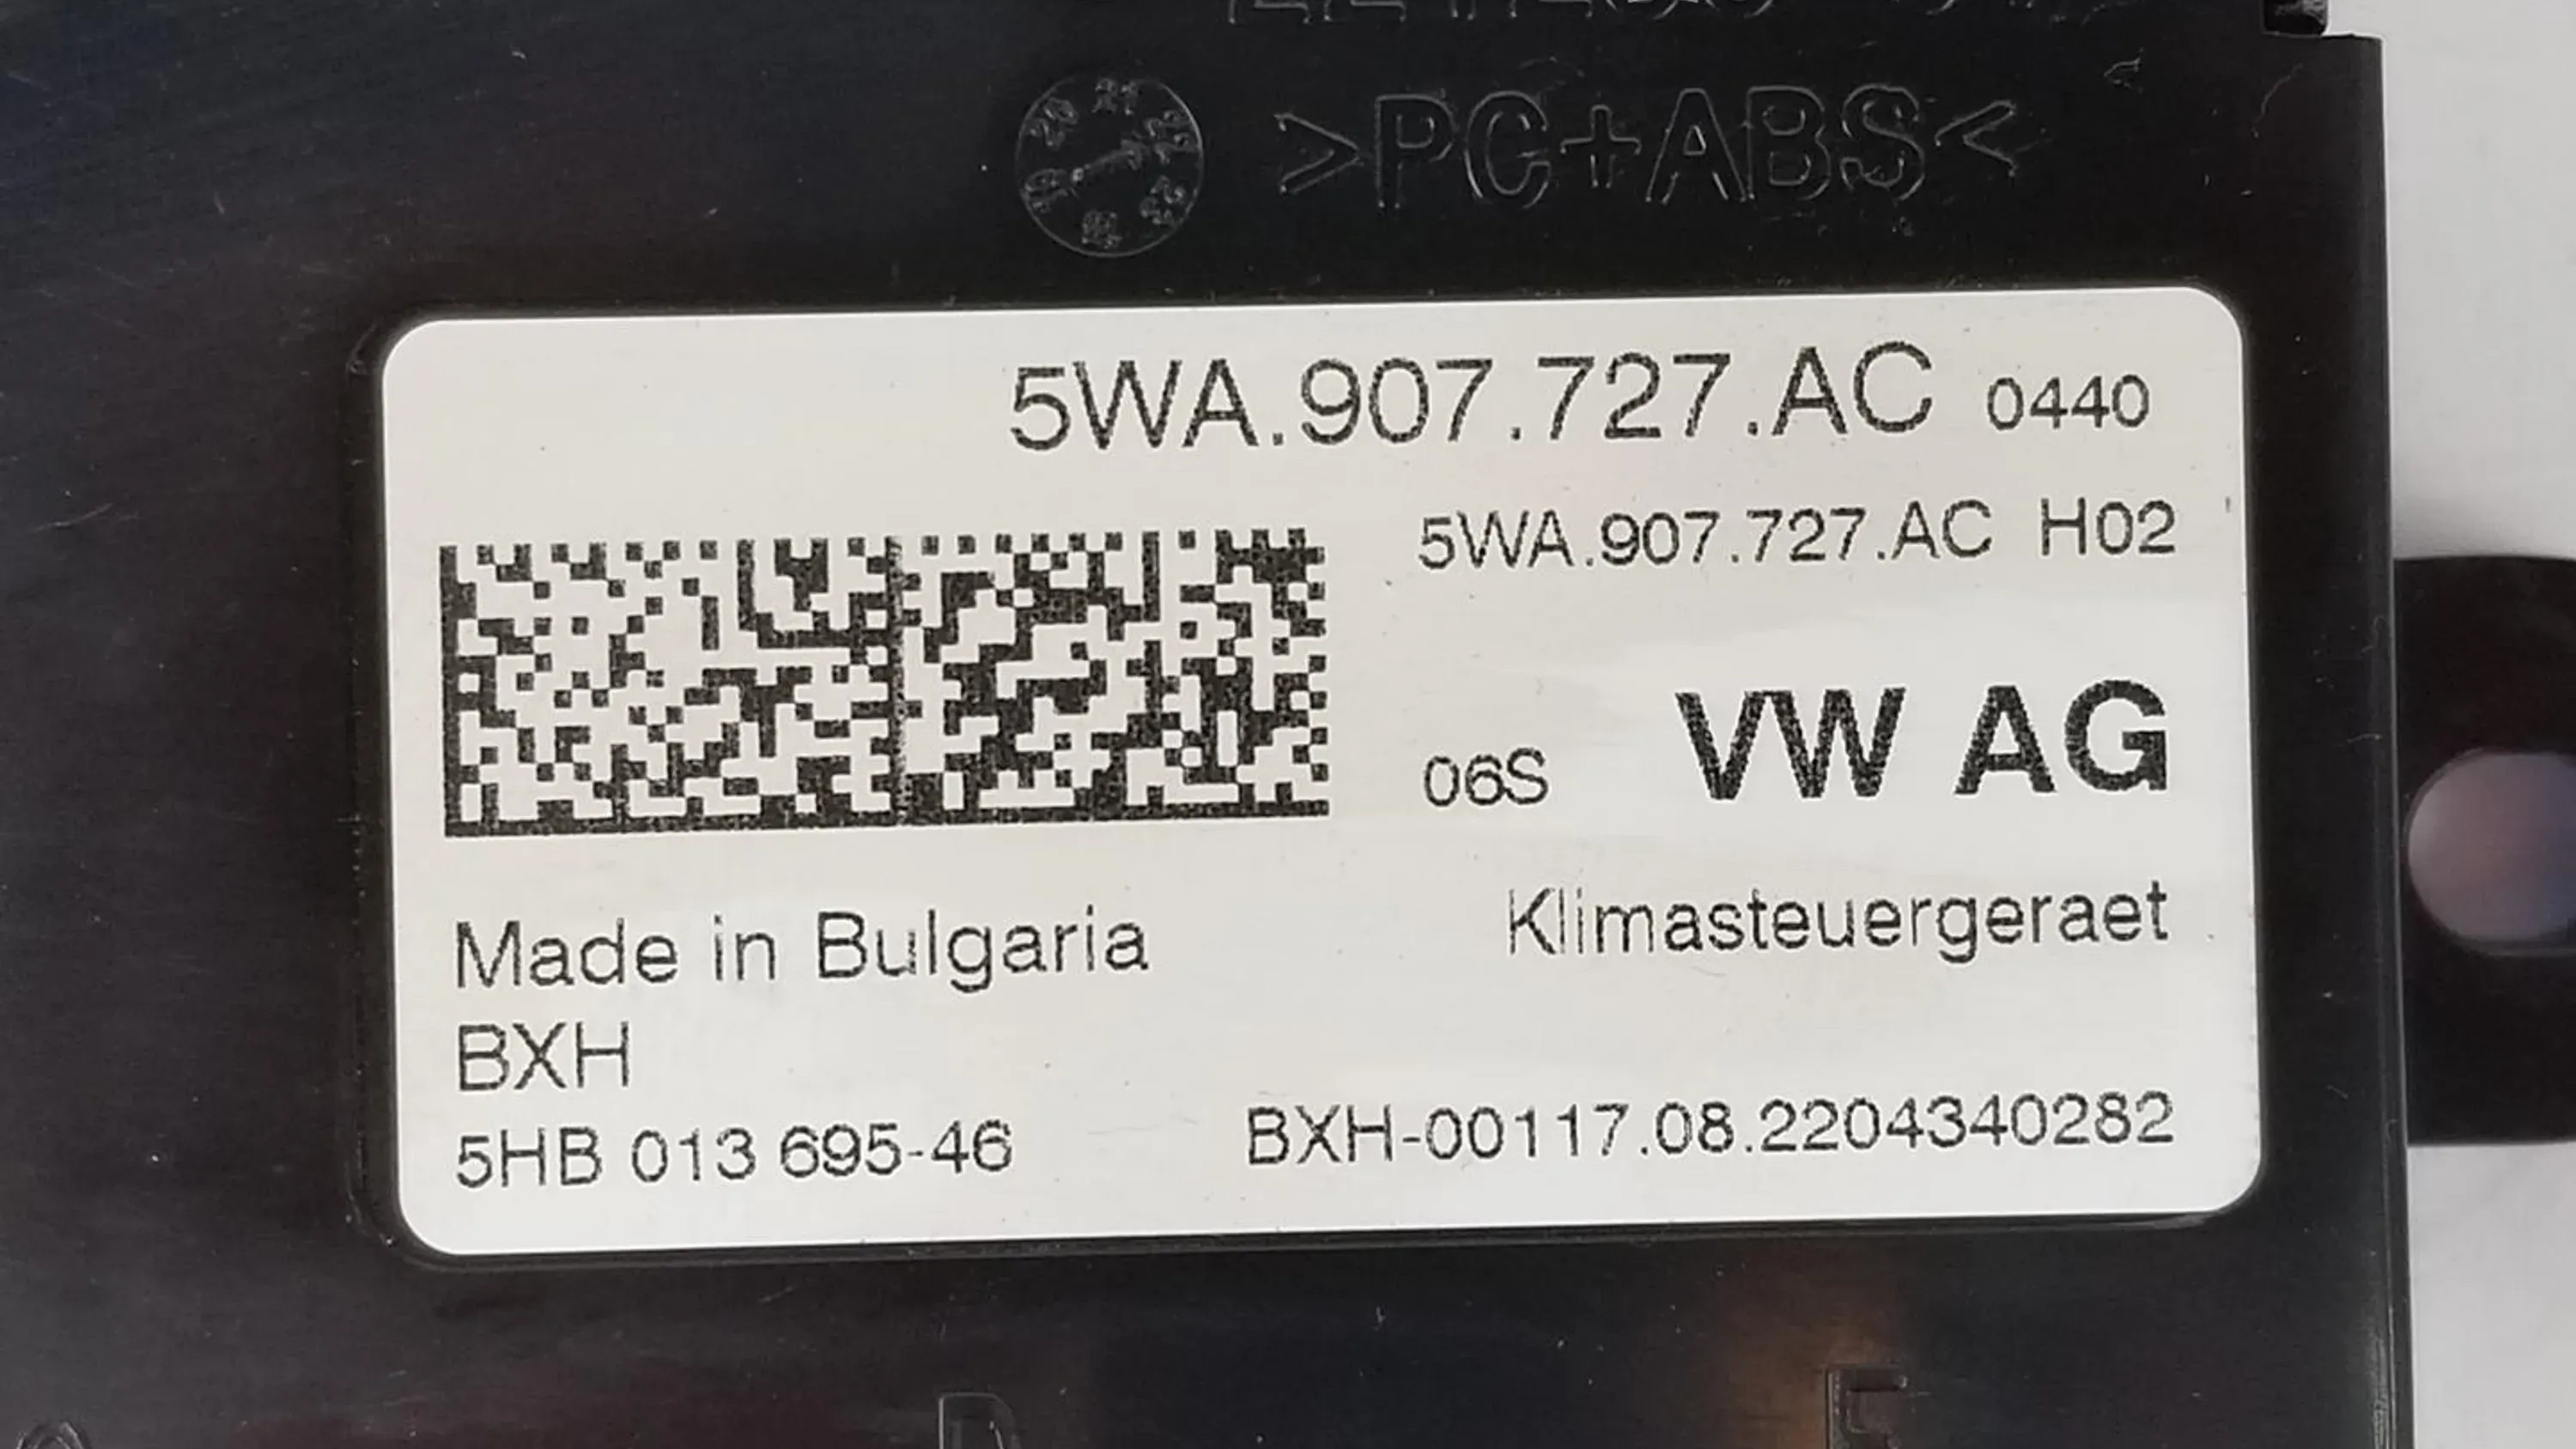 >PC+ABS<
5WA.907.727.AC 0440
5WA.907.727.AC H02
06S VW AG
Made in Bulgaria
Klimasteuergeraet
BXH
5HB 013 695-46
BXH-00117.08.2204340282